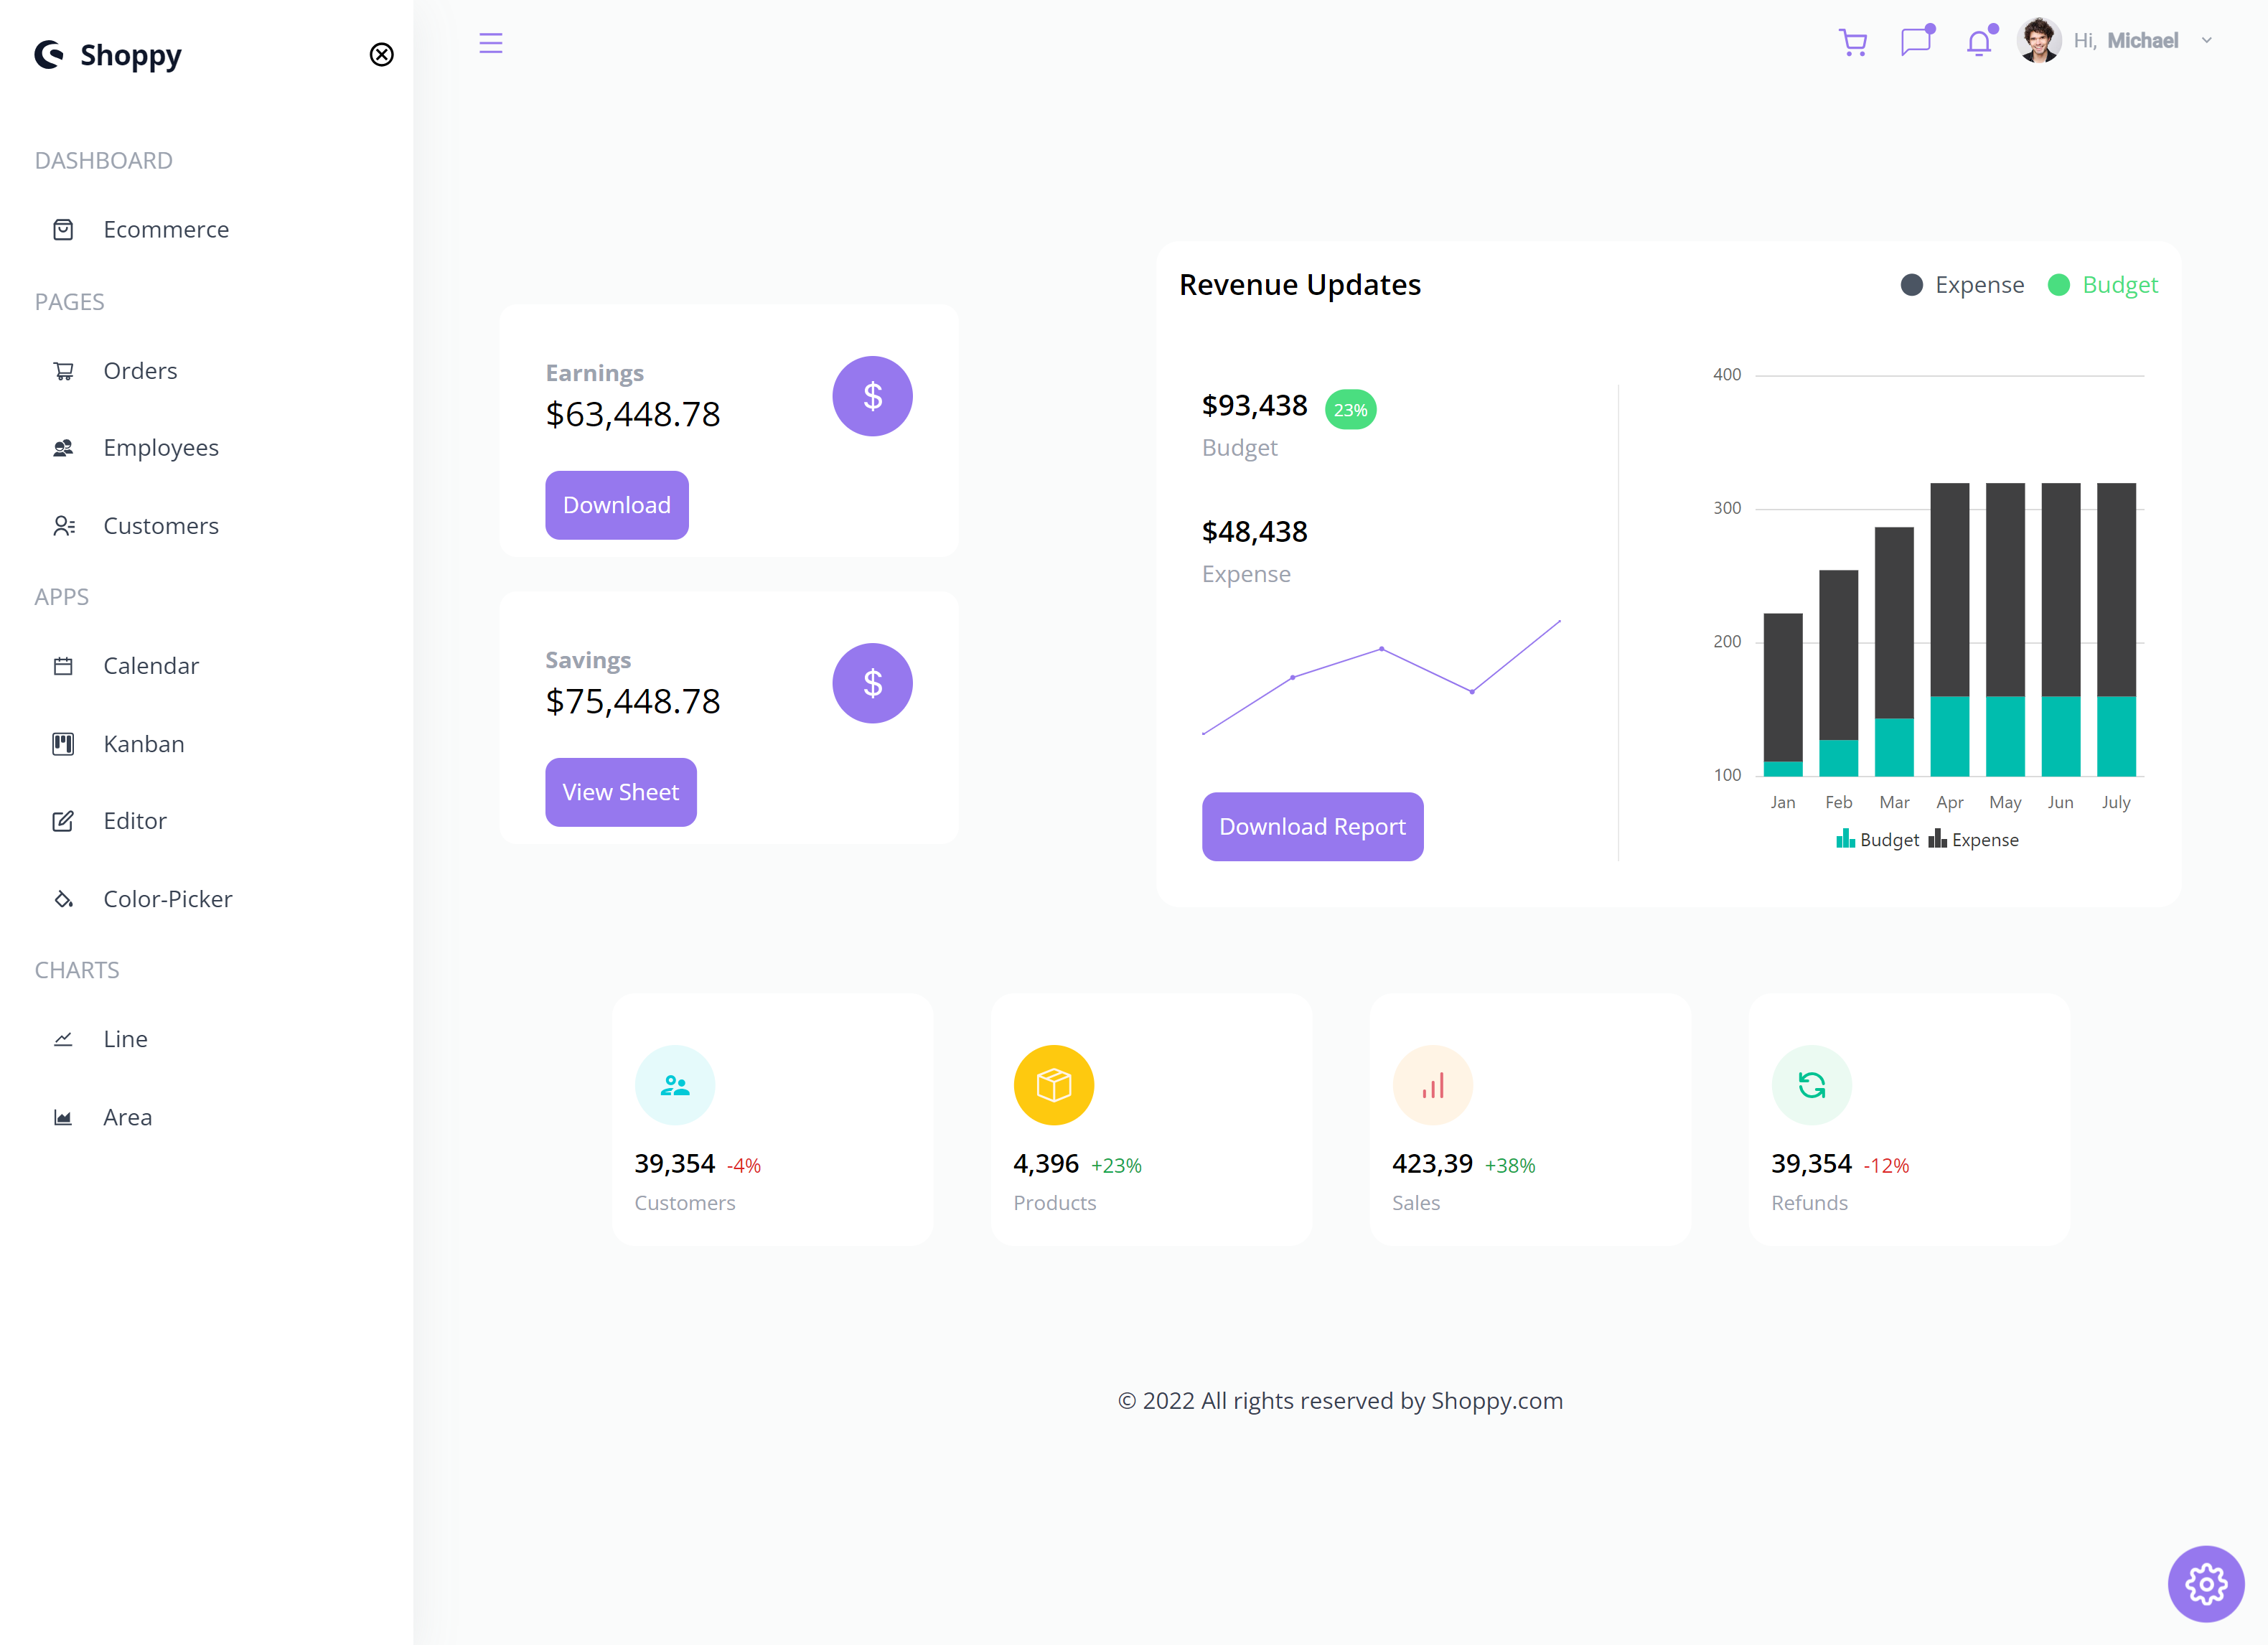 Shoppy
DASHBOARD
Ecommerce
PAGES
Orders
Employees
Customers
APPS
Calendar
Kanban
Editor
Color-Picker
CHARTS
Line
Area
Hi, Michael
Earnings
$63,448.78
$
Download
Savings
$75,448.78
$
View Sheet
Revenue Updates
Expense
Budget
$93,438 23%
Budget
$48,438
Expense
Download Report
400
300
200
100
Jan Feb Mar Apr May Jun July
Budget Expense
39,354 -4%
Customers
4,396 +23%
Products
423,39 +38%
Sales
39,354 -12%
Refunds
© 2022 All rights reserved by Shoppy.com